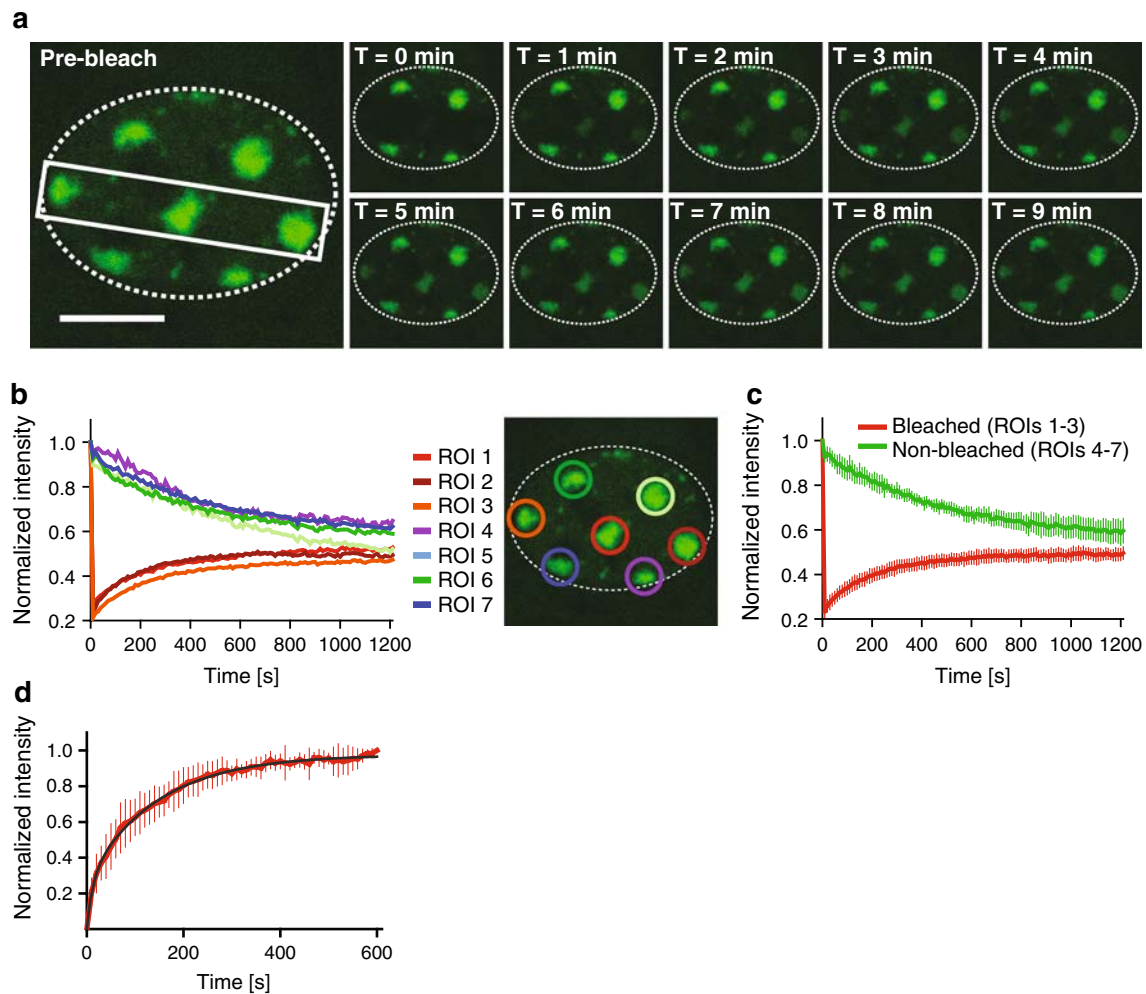 a
Pre-bleach
T = 0 min
T = 1 min
T = 2 min
T = 3 min
T = 4 min
T = 5 min
T = 6 min
T = 7 min
T = 8 min
T = 9 min
b
Normalized intensity
1.0
0.8
0.6
0.4
0.2
0 200 400 600 800 1000 1200
Time [s]
ROI 1
ROI 2
ROI 3
ROI 4
ROI 5
ROI 6
ROI 7
c
Normalized intensity
1.0
0.8
0.6
0.4
0.2
0 200 400 600 800 1000 1200
Time [s]
Bleached (ROIs 1-3)
Non-bleached (ROIs 4-7)
d
Normalized intensity
1.0
0.8
0.6
0.4
0.2
0 200 400 600
Time [s]